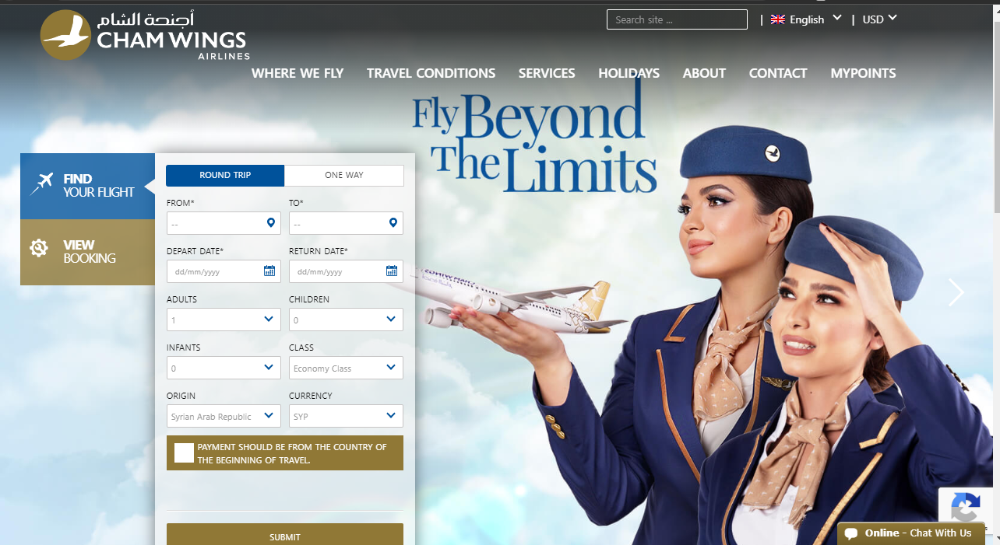 أجنحة الشام
CHAM WINGS
AIRLINES
Search site ...
| English | USD
WHERE WE FLY TRAVEL CONDITIONS SERVICES HOLIDAYS ABOUT CONTACT MYPOINTS
Fly Beyond
The Limits
FIND
YOUR FLIGHT
VIEW
BOOKING
ROUND TRIP ONE WAY
FROM* TO*
-- --
DEPART DATE* RETURN DATE*
dd/mm/yyyy dd/mm/yyyy
ADULTS CHILDREN
1 0
INFANTS CLASS
0 Economy Class
ORIGIN CURRENCY
Syrian Arab Republic SYP
PAYMENT SHOULD BE FROM THE COUNTRY OF
THE BEGINNING OF TRAVEL.
SUBMIT
Online - Chat With Us